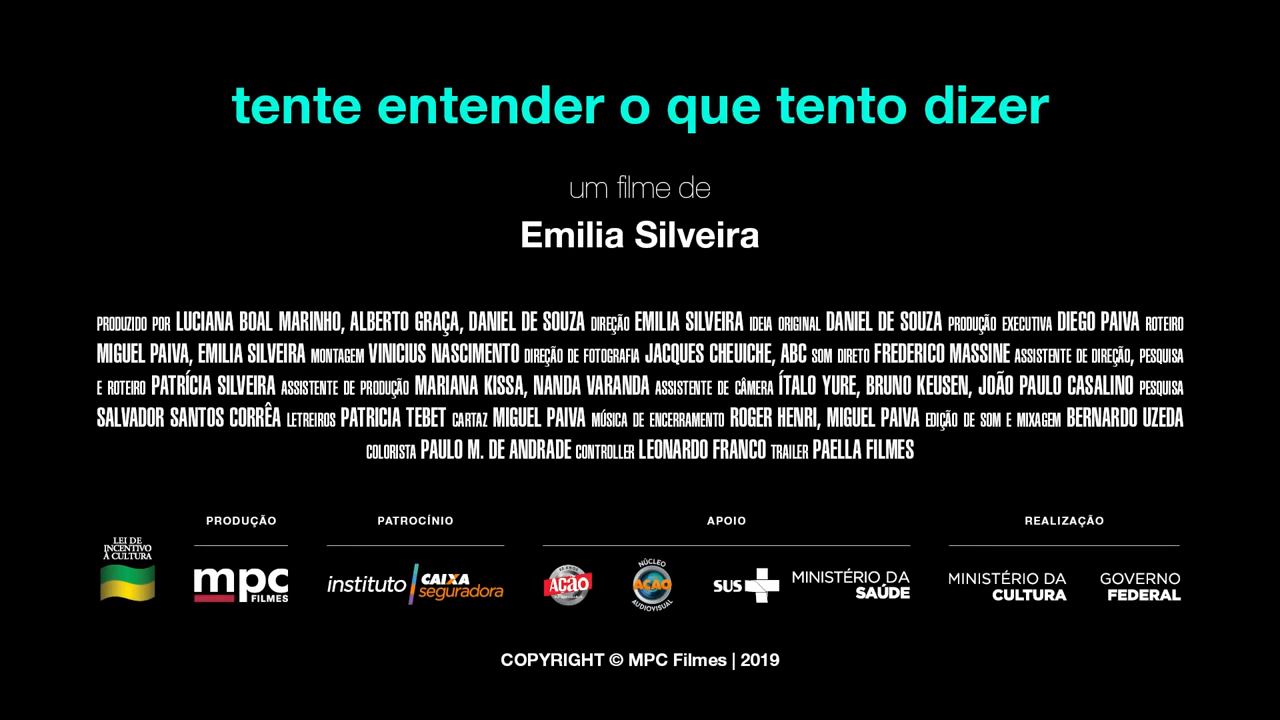 tente entender o que tento dizer
um filme de
Emilia Silveira
PRODUZIDO POR LUCIANA BOAL MARINHO, ALBERTO GRAÇA, DANIEL DE SOUZA DIREÇÃO EMILIA SILVEIRA IDEIA ORIGINAL DANIEL DE SOUZA PRODUÇÃO EXECUTIVA DIEGO PAIVA ROTEIRO
MIGUEL PAIVA, EMILIA SILVEIRA MONTAGEM VINICIUS NASCIMENTO DIREÇÃO DE FOTOGRAFIA JACQUES CHEUICHE, ABC SOM DIRETO FREDERICO MASSINE ASSISTENTE DE DIREÇÃO, PESQUISA
E ROTEIRO PATRÍCIA SILVEIRA ASSISTENTE DE PRODUÇÃO MARIANA KISSA, NANDA VARANDA ASSISTENTE DE CÂMERA ÍTALO YURE, BRUNO KEUSEN, JOÃO PAULO CASALINO PESQUISA
SALVADOR SANTOS CORRÊA LETREIROS PATRICIA TEBET CARTAZ MIGUEL PAIVA MÚSICA DE ENCERRAMENTO ROGER HENRI, MIGUEL PAIVA EDIÇÃO DE SOM E MIXAGEM BERNARDO UZEDA
COLORISTA PAULO M. DE ANDRADE CONTROLLER LEONARDO FRANCO TRAILER PAELLA FILMES
PRODUÇÃO PATROCÍNIO APOIO REALIZAÇÃO
LEI DE
INCENTIVO
À CULTURA
mpc
FILMES
instituto CAIXA
seguradora
Ação
NÚCLEO
AÇÃO
AUDIOVISUAL
SUS
MINISTÉRIO DA
SAÚDE
MINISTÉRIO DA
CULTURA
GOVERNO
FEDERAL
COPYRIGHT © MPC Filmes | 2019